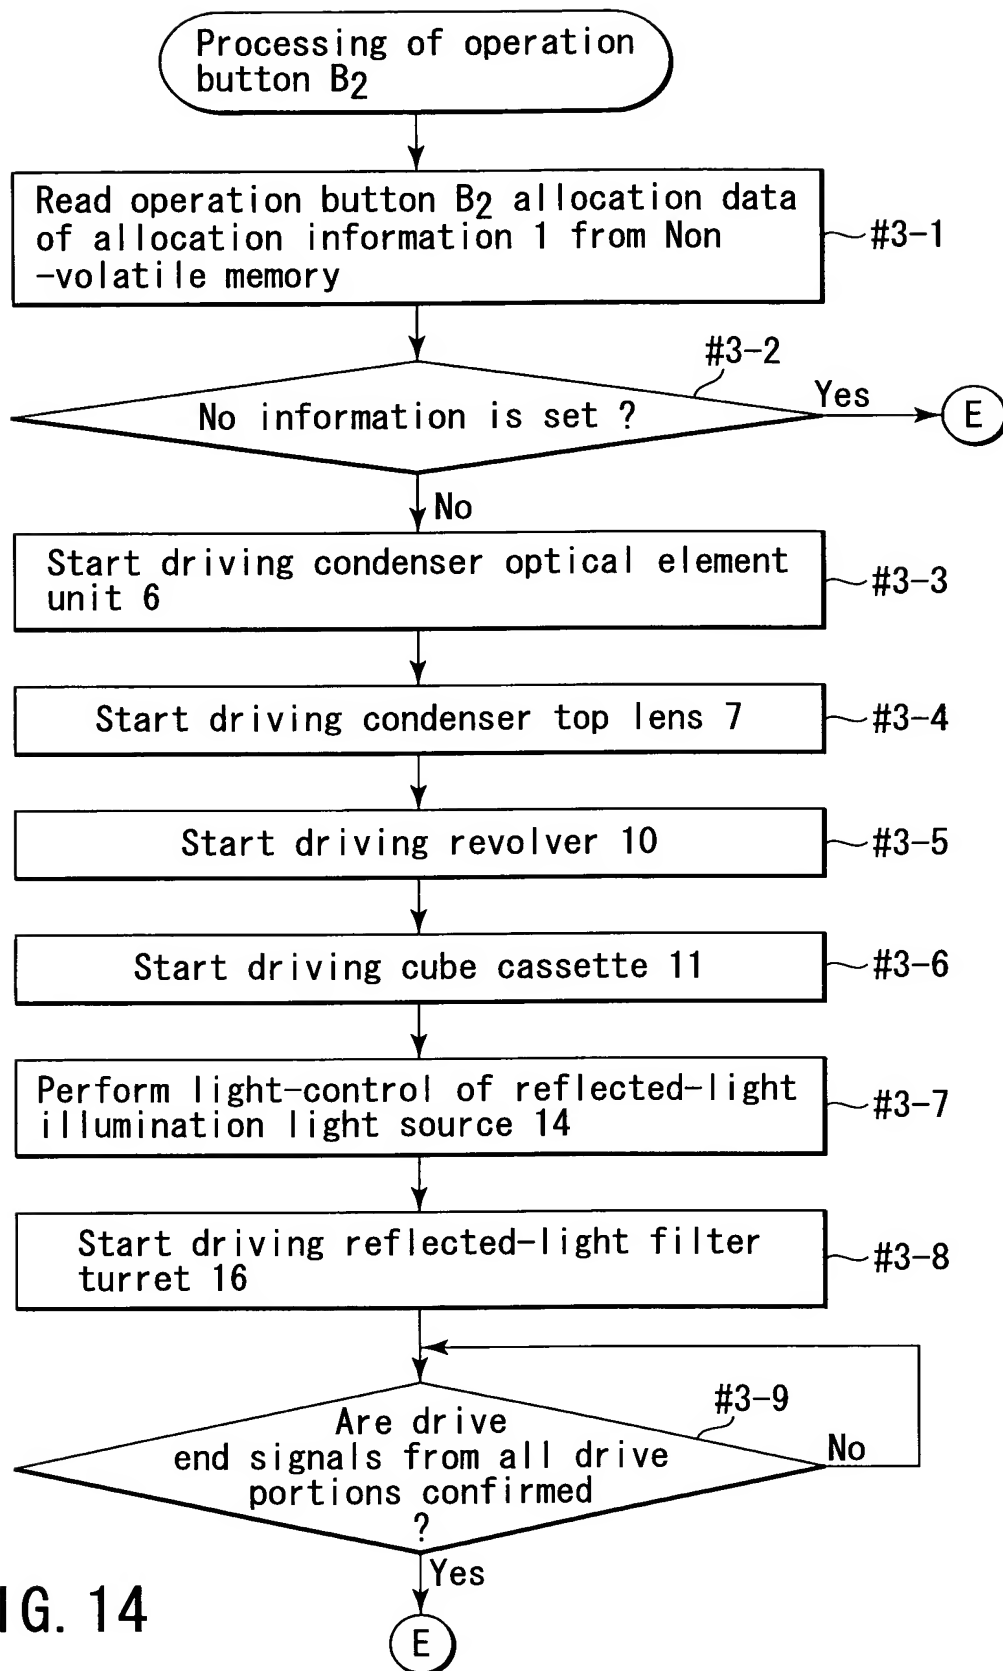 Processing of operation
button B2
Read operation button B2 allocation data
of allocation information 1 from Non
-volatile memory
#3-1
#3-2
No information is set ?
Yes
E
No
Start driving condenser optical element
unit 6
#3-3
Start driving condenser top lens 7
#3-4
Start driving revolver 10
#3-5
Start driving cube cassette 11
#3-6
Perform light-control of reflected-light
illumination light source 14
#3-7
Start driving reflected-light filter
turret 16
#3-8
#3-9
Are drive
end signals from all drive
portions confirmed
?
No
Yes
E
IG. 14